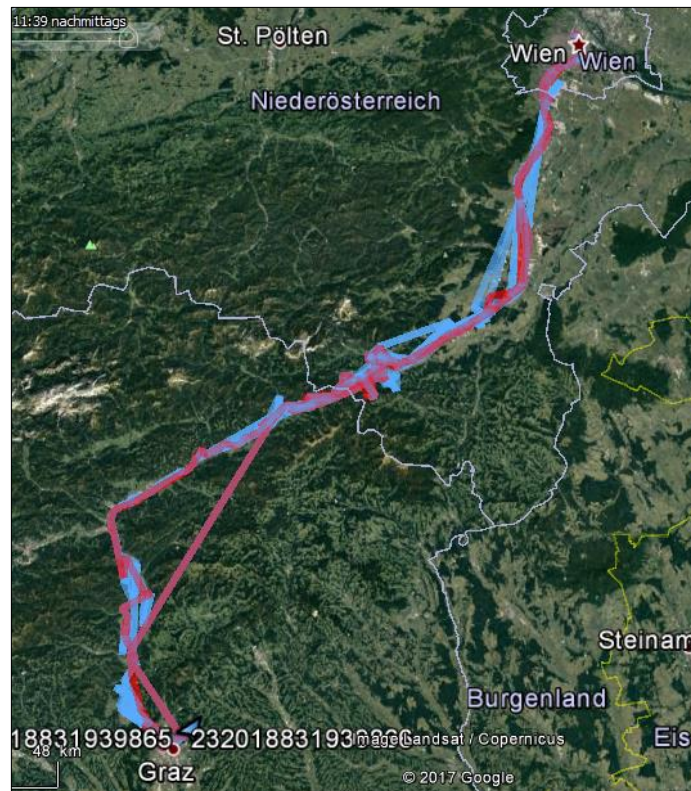 11:39 nachmittags
St. Pölten
Wien Wien
Niederösterreich
Steinam
Burgenland
Eis
Image Landsat / Copernicus
48 km
Graz
© 2017 Google